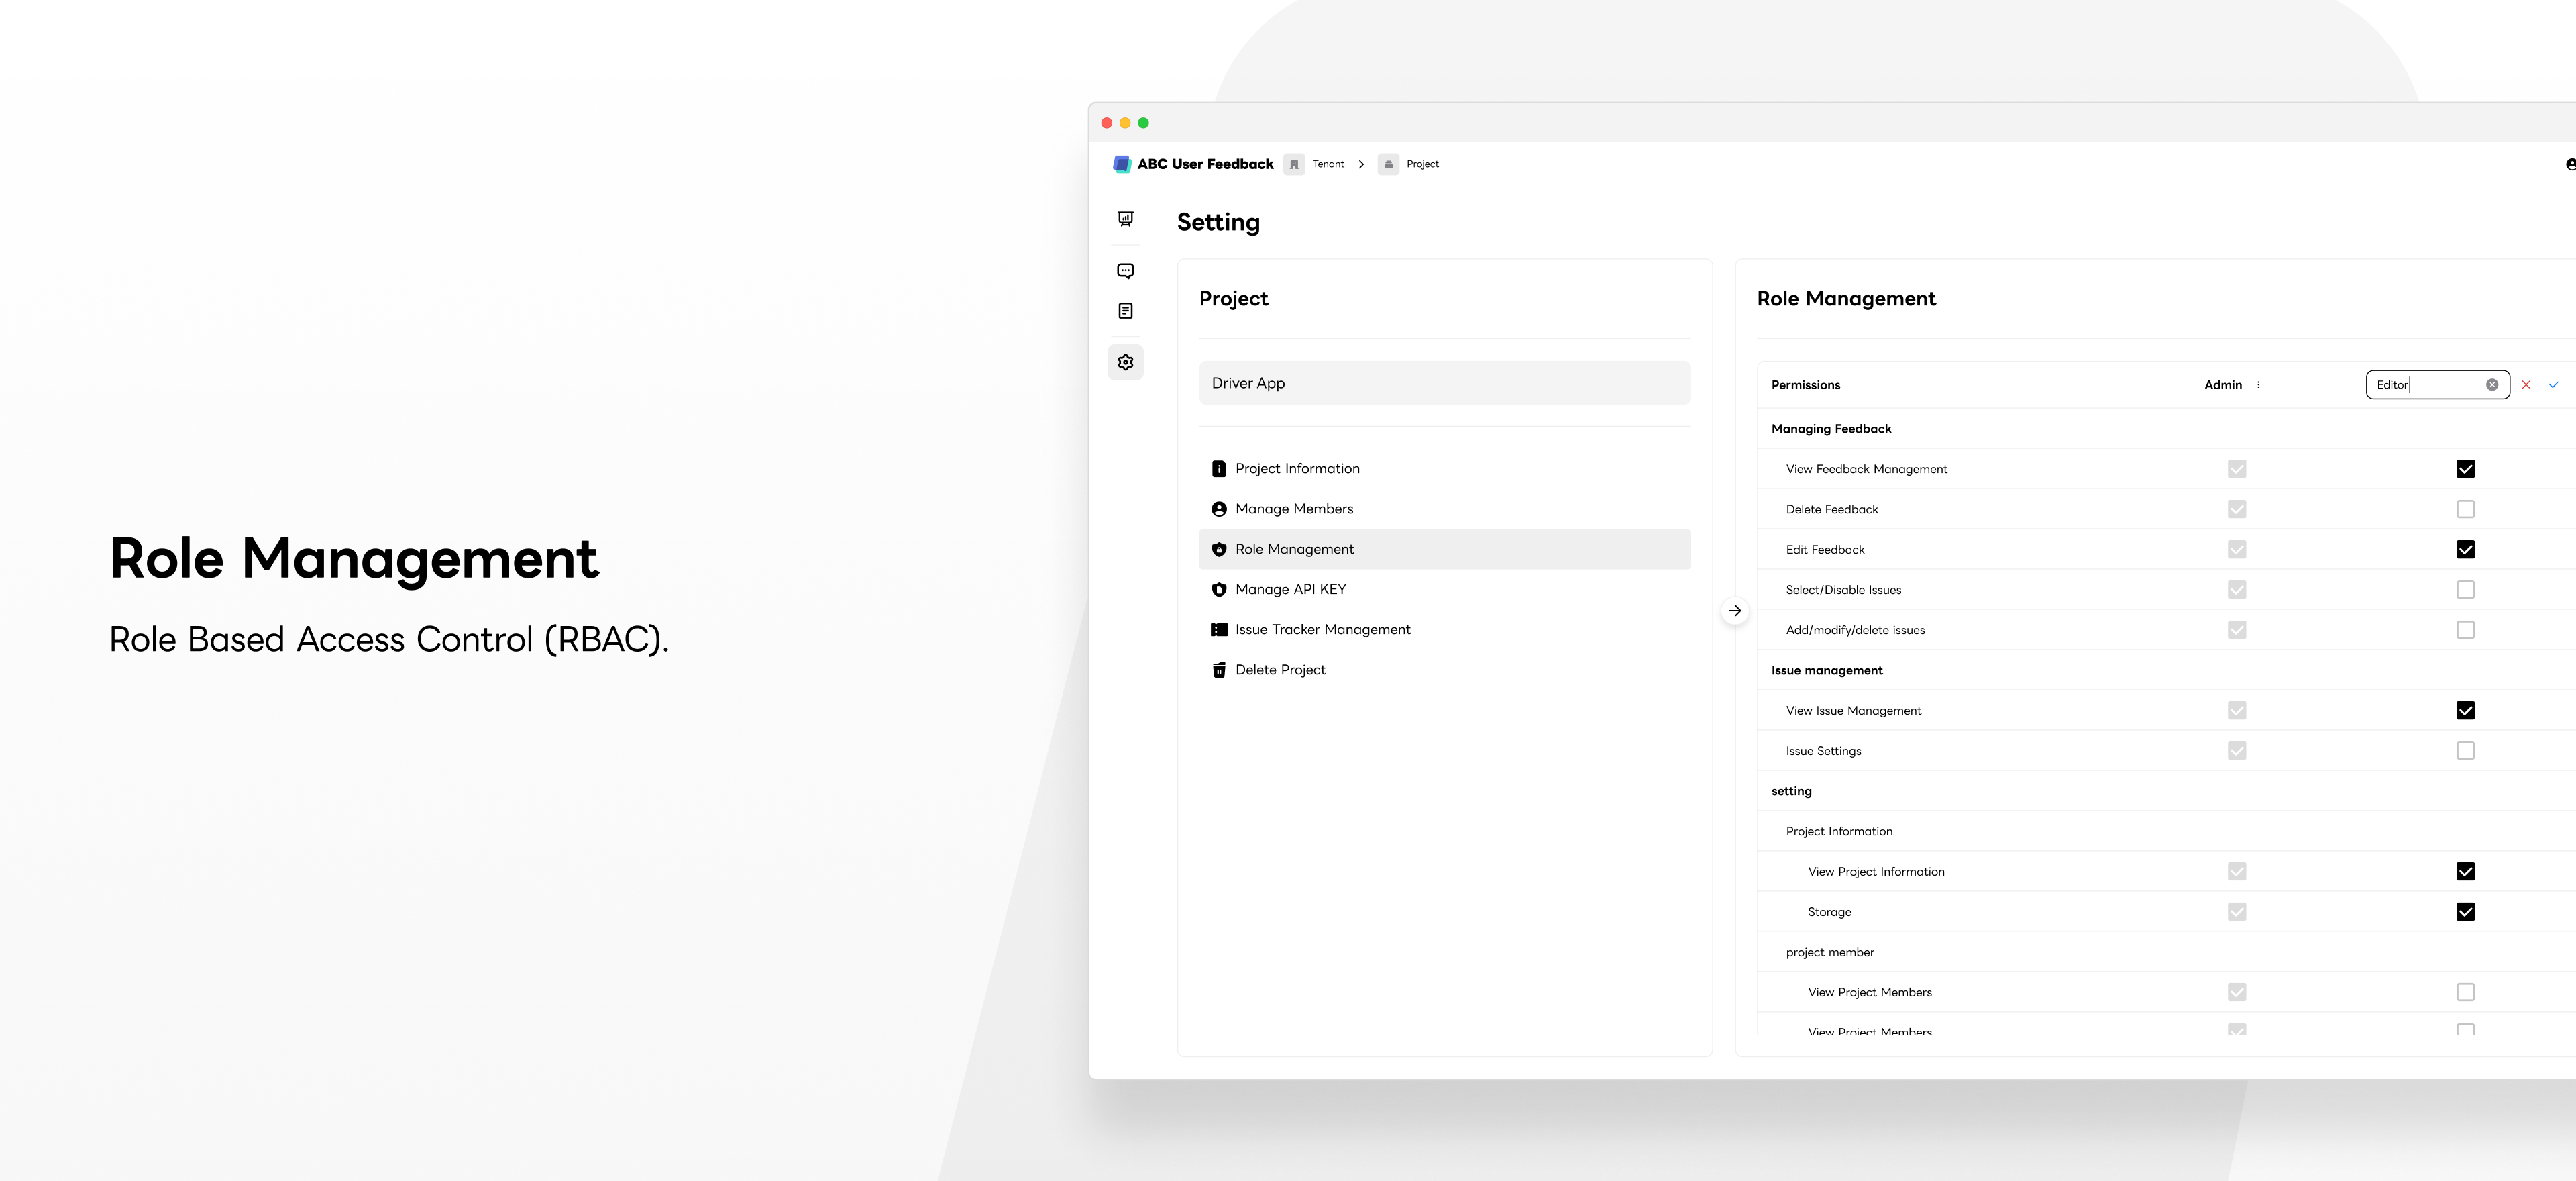 Role Management
Role Based Access Control (RBAC).
ABC User Feedback
Tenant
Project
Setting
Project
Driver App
Project Information
Manage Members
Role Management
Manage API KEY
Issue Tracker Management
Delete Project
Role Management
Permissions Admin Editor
Managing Feedback
View Feedback Management
Delete Feedback
Edit Feedback
Select/Disable Issues
Add/modify/delete issues
Issue management
View Issue Management
Issue Settings
setting
Project Information
View Project Information
Storage
project member
View Project Members
View Project Members